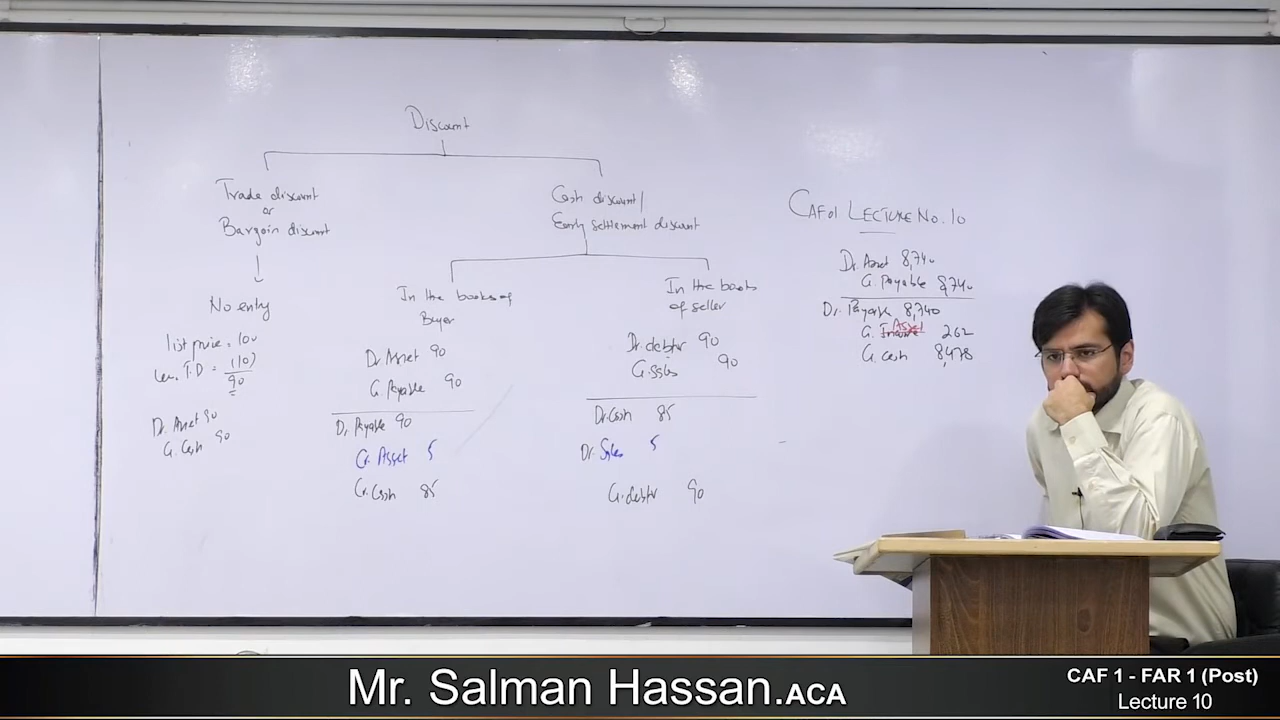 Discount
Trade discount
or
Bargain discount
No entry
list price = 100
Less. T.D = (10)
90
Dr. Asset 90
Cr. Cash 90
Cash discount/
Early settlement discount
In the books of
Buyer
Dr. Asset 90
Cr. Payable 90
Dr. Payable 90
Cr. Asset 5
Cr. Cash 85
In the books
of seller
Dr. debtor 90
Cr. Sales 90
Dr. Cash 85
Dr. Sales 5
Cr. debtor 90
CAF01 LECTURE NO. 10
Dr. Asset 8,740
Cr. Payable 8,740
Dr. Payable 8,740
Cr. Income Asset 262
Cr. Cash 8,478
Mr. Salman Hassan.ACA
CAF 1 - FAR 1 (Post)
Lecture 10